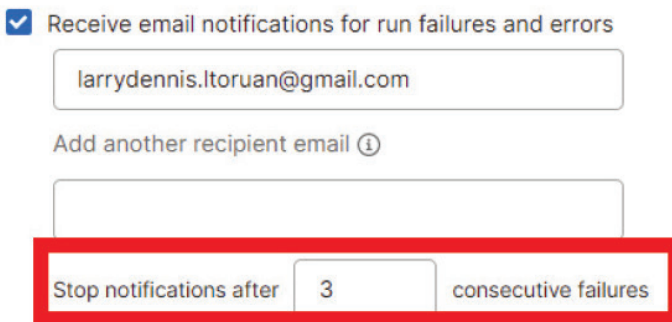 Receive email notifications for run failures and errors
larrydennis.ltoruan@gmail.com
Add another recipient email
Stop notifications after 3 consecutive failures